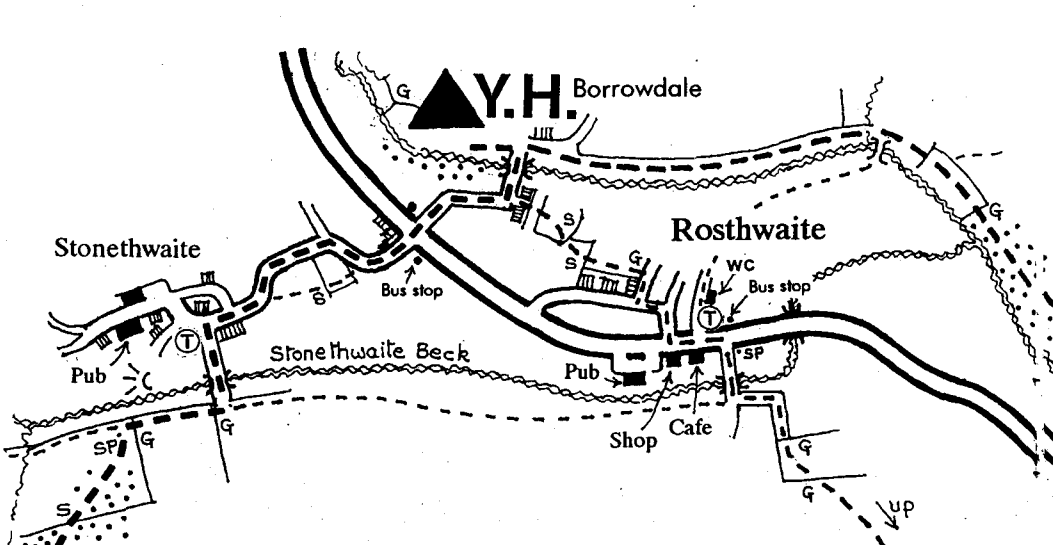 G
Y.H. Borrowdale
G
Rosthwaite
S
S
G
WC
Bus stop
T
Stonethwaite
S
Bus stop
T
Pub
Stonethwaite Beck
Pub
Shop
Cafe
SP
G
G
UP
SP
G
G
S